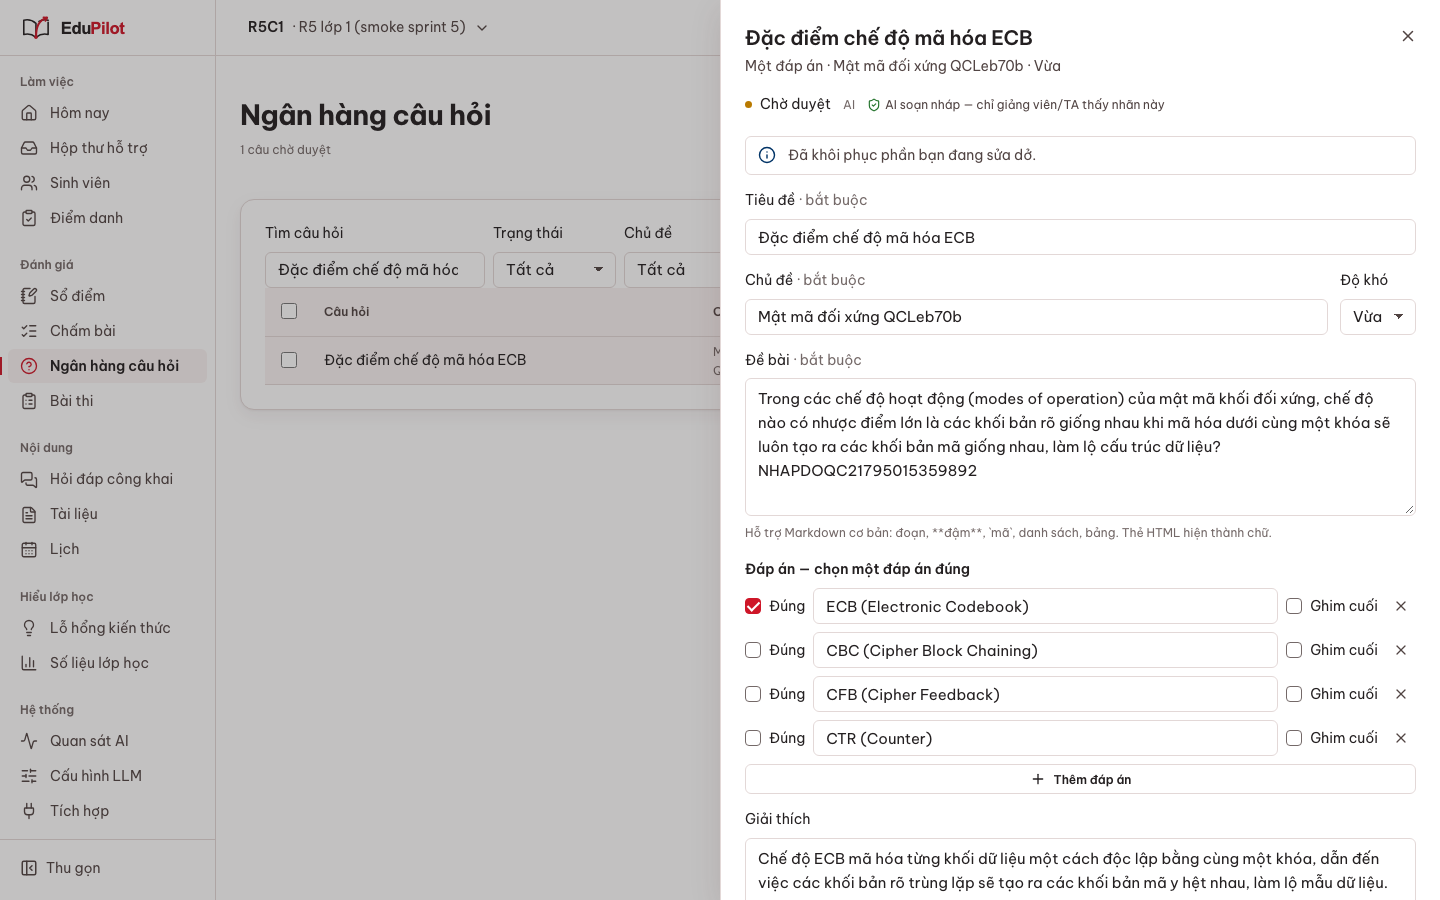 EduPilot
Làm việc
Hôm nay
Hộp thư hỗ trợ
Sinh viên
Điểm danh
Đánh giá
Sổ điểm
Chấm bài
Ngân hàng câu hỏi
Bài thi
Nội dung
Hỏi đáp công khai
Tài liệu
Lịch
Hiểu lớp học
Lỗ hổng kiến thức
Số liệu lớp học
Hệ thống
Quan sát AI
Cấu hình LLM
Tích hợp
Thu gọn
R5C1 · R5 lớp 1 (smoke sprint 5)
Ngân hàng câu hỏi
1 câu chờ duyệt
Tìm câu hỏi Trạng thái Chủ đề
Đặc điểm chế độ mã hóc Tất cả Tất cả
Câu hỏi
Đặc điểm chế độ mã hóa ECB
Đặc điểm chế độ mã hóa ECB
Một đáp án · Mật mã đối xứng QCLeb70b · Vừa
Chờ duyệt AI AI soạn nháp — chỉ giảng viên/TA thấy nhãn này
Đã khôi phục phần bạn đang sửa dở.
Tiêu đề · bắt buộc
Đặc điểm chế độ mã hóa ECB
Chủ đề · bắt buộc Độ khó
Mật mã đối xứng QCLeb70b Vừa
Đề bài · bắt buộc
Trong các chế độ hoạt động (modes of operation) của mật mã khối đối xứng, chế độ
nào có nhược điểm lớn là các khối bản rõ giống nhau khi mã hóa dưới cùng một khóa sẽ
luôn tạo ra các khối bản mã giống nhau, làm lộ cấu trúc dữ liệu?
NHAPDOQC21795015359892
Hỗ trợ Markdown cơ bản: đoạn, **đậm**, `mã`, danh sách, bảng. Thẻ HTML hiện thành chữ.
Đáp án — chọn một đáp án đúng
Đúng ECB (Electronic Codebook) Ghim cuối
Đúng CBC (Cipher Block Chaining) Ghim cuối
Đúng CFB (Cipher Feedback) Ghim cuối
Đúng CTR (Counter) Ghim cuối
Thêm đáp án
Giải thích
Chế độ ECB mã hóa từng khối dữ liệu một cách độc lập bằng cùng một khóa, dẫn đến
việc các khối bản rõ trùng lặp sẽ tạo ra các khối bản mã y hệt nhau, làm lộ mẫu dữ liệu.